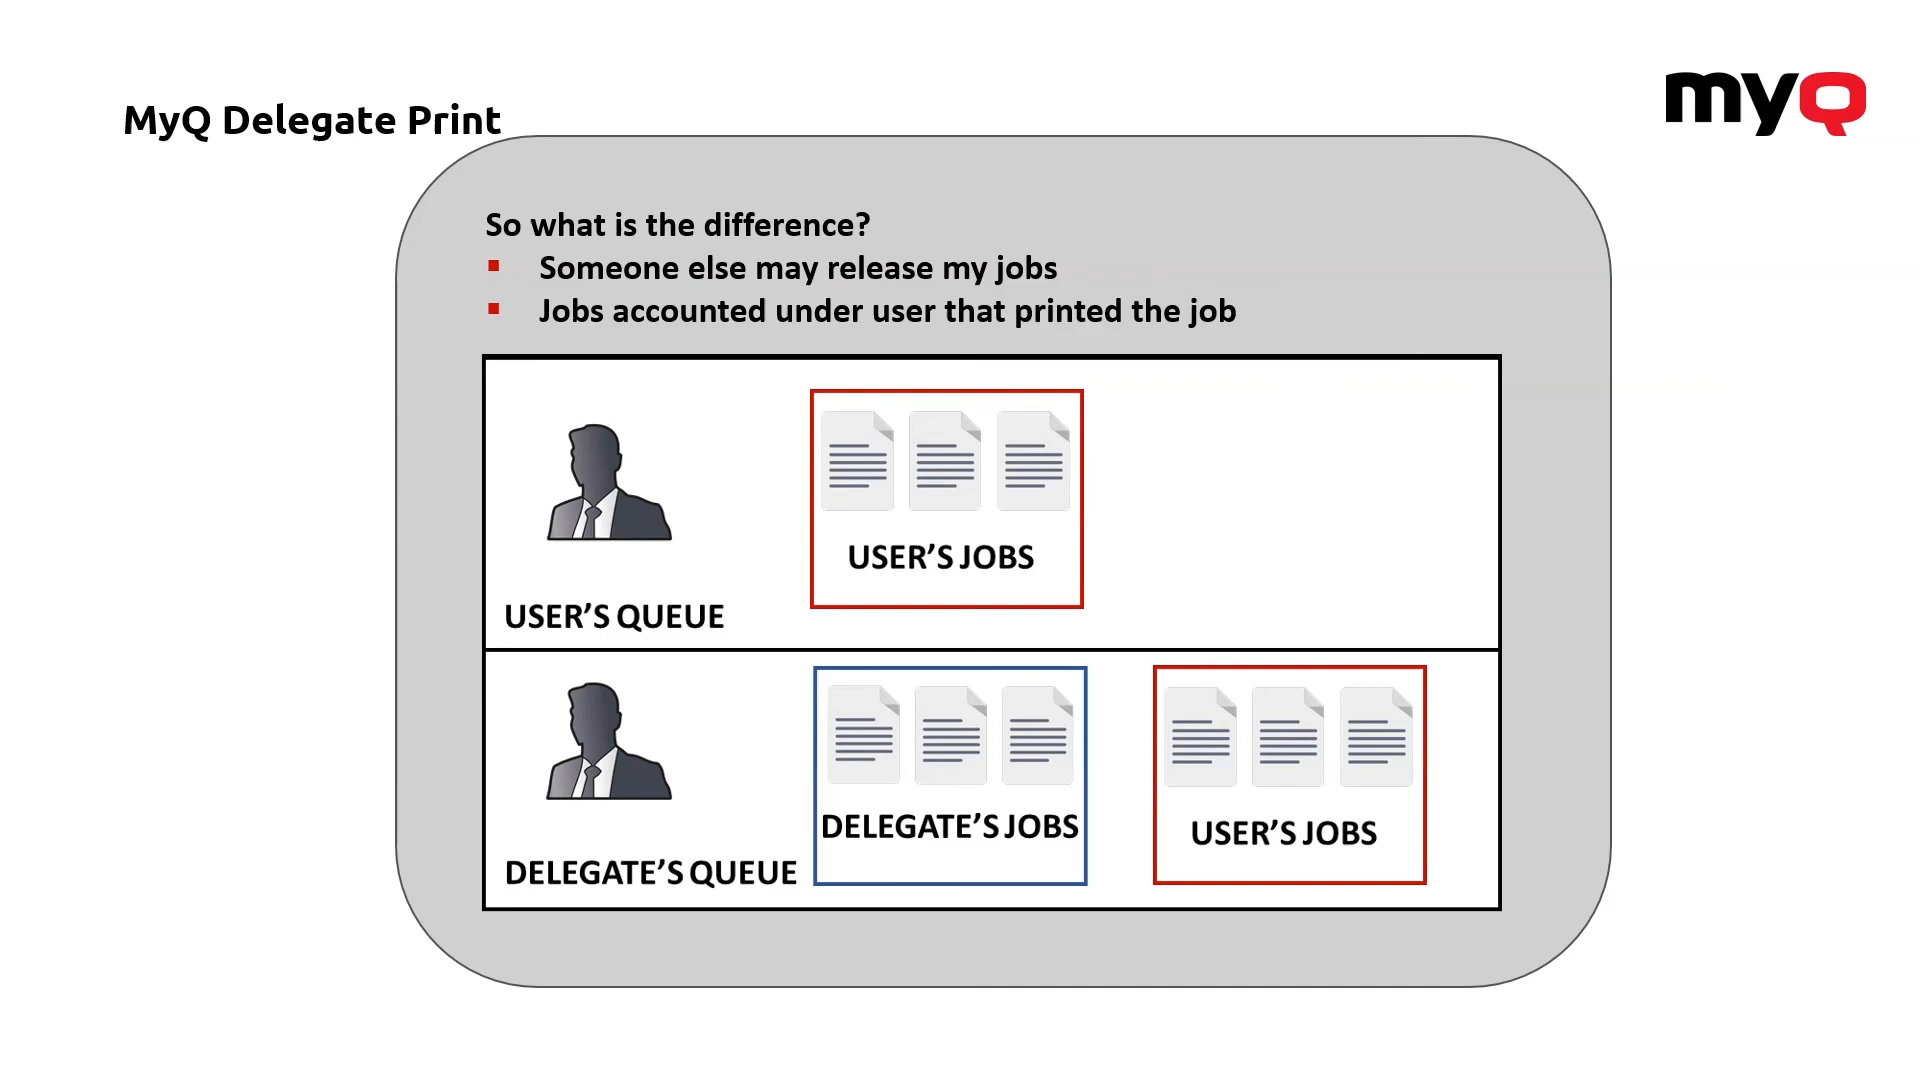 MyQ Delegate Print
myQ
So what is the difference?
Someone else may release my jobs
Jobs accounted under user that printed the job
USER’S JOBS
USER’S QUEUE
DELEGATE’S JOBS
USER’S JOBS
DELEGATE’S QUEUE